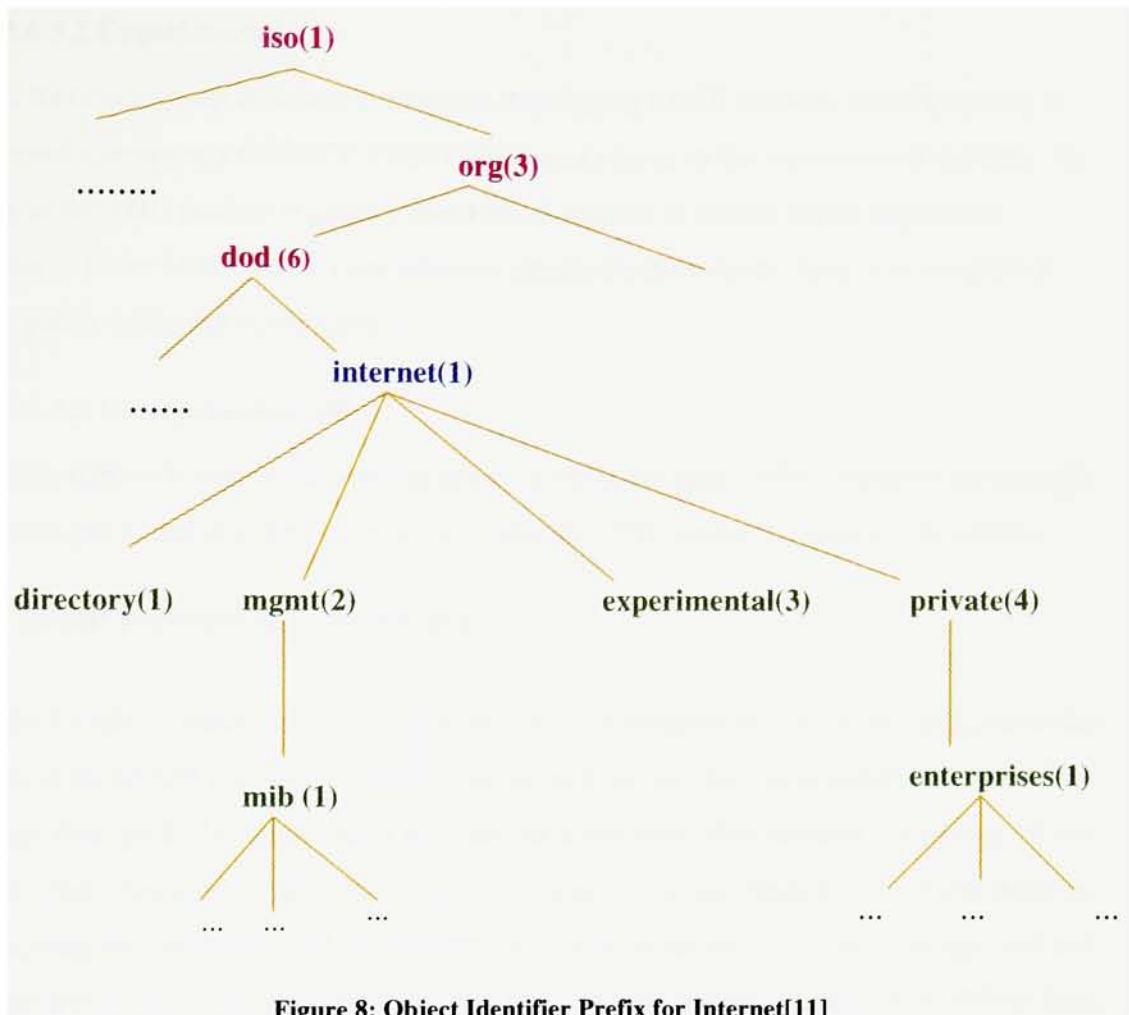 iso(1)
........
org(3)
dod (6)
internet(1)
......
directory(1) mgmt(2) experimental(3) private(4)
mib (1)
enterprises(1)
... ... ... ... ... ...
Figure 8: Object Identifier Prefix for Internet[11]